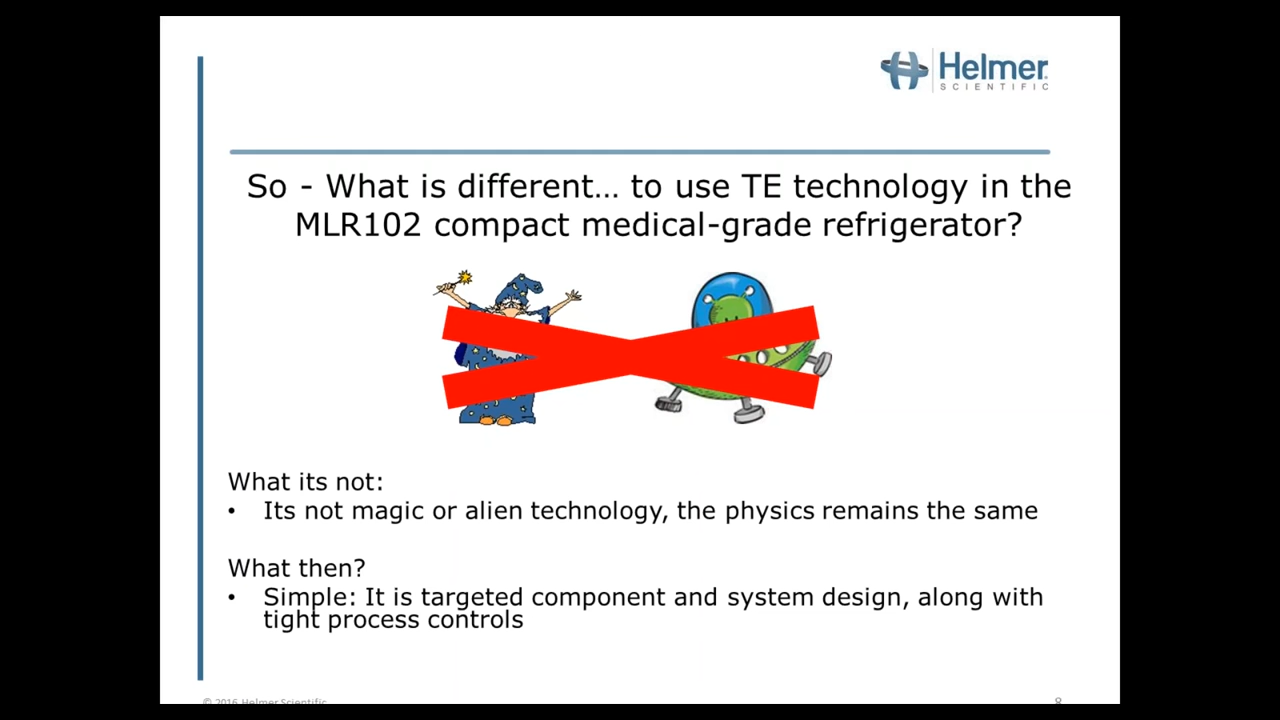 Helmer
SCIENTIFIC
So - What is different... to use TE technology in the
MLR102 compact medical-grade refrigerator?
What its not:
• Its not magic or alien technology, the physics remains the same
What then?
• Simple: It is targeted component and system design, along with
tight process controls
© 2016 Helmer Scientific
8